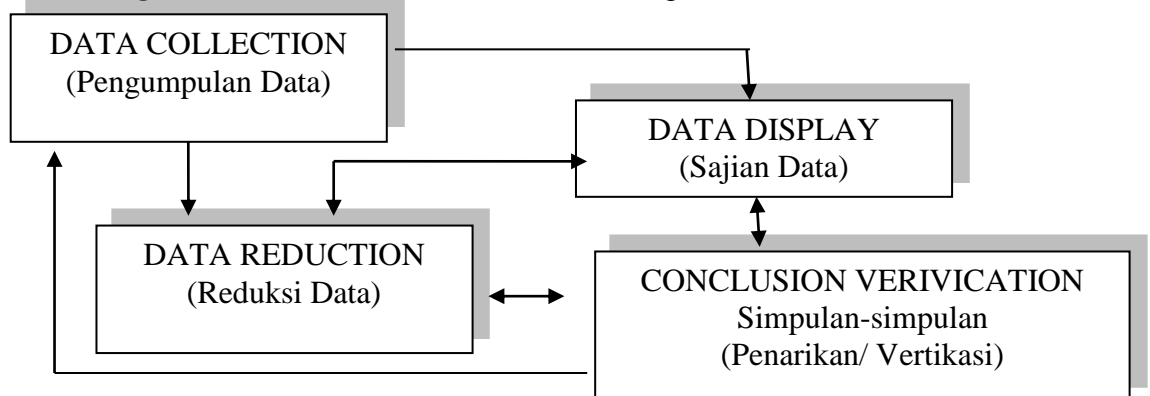 DATA COLLECTION
(Pengumpulan Data)
DATA DISPLAY
(Sajian Data)
DATA REDUCTION
(Reduksi Data)
CONCLUSION VERIVICATION
Simpulan-simpulan
(Penarikan/ Vertikasi)